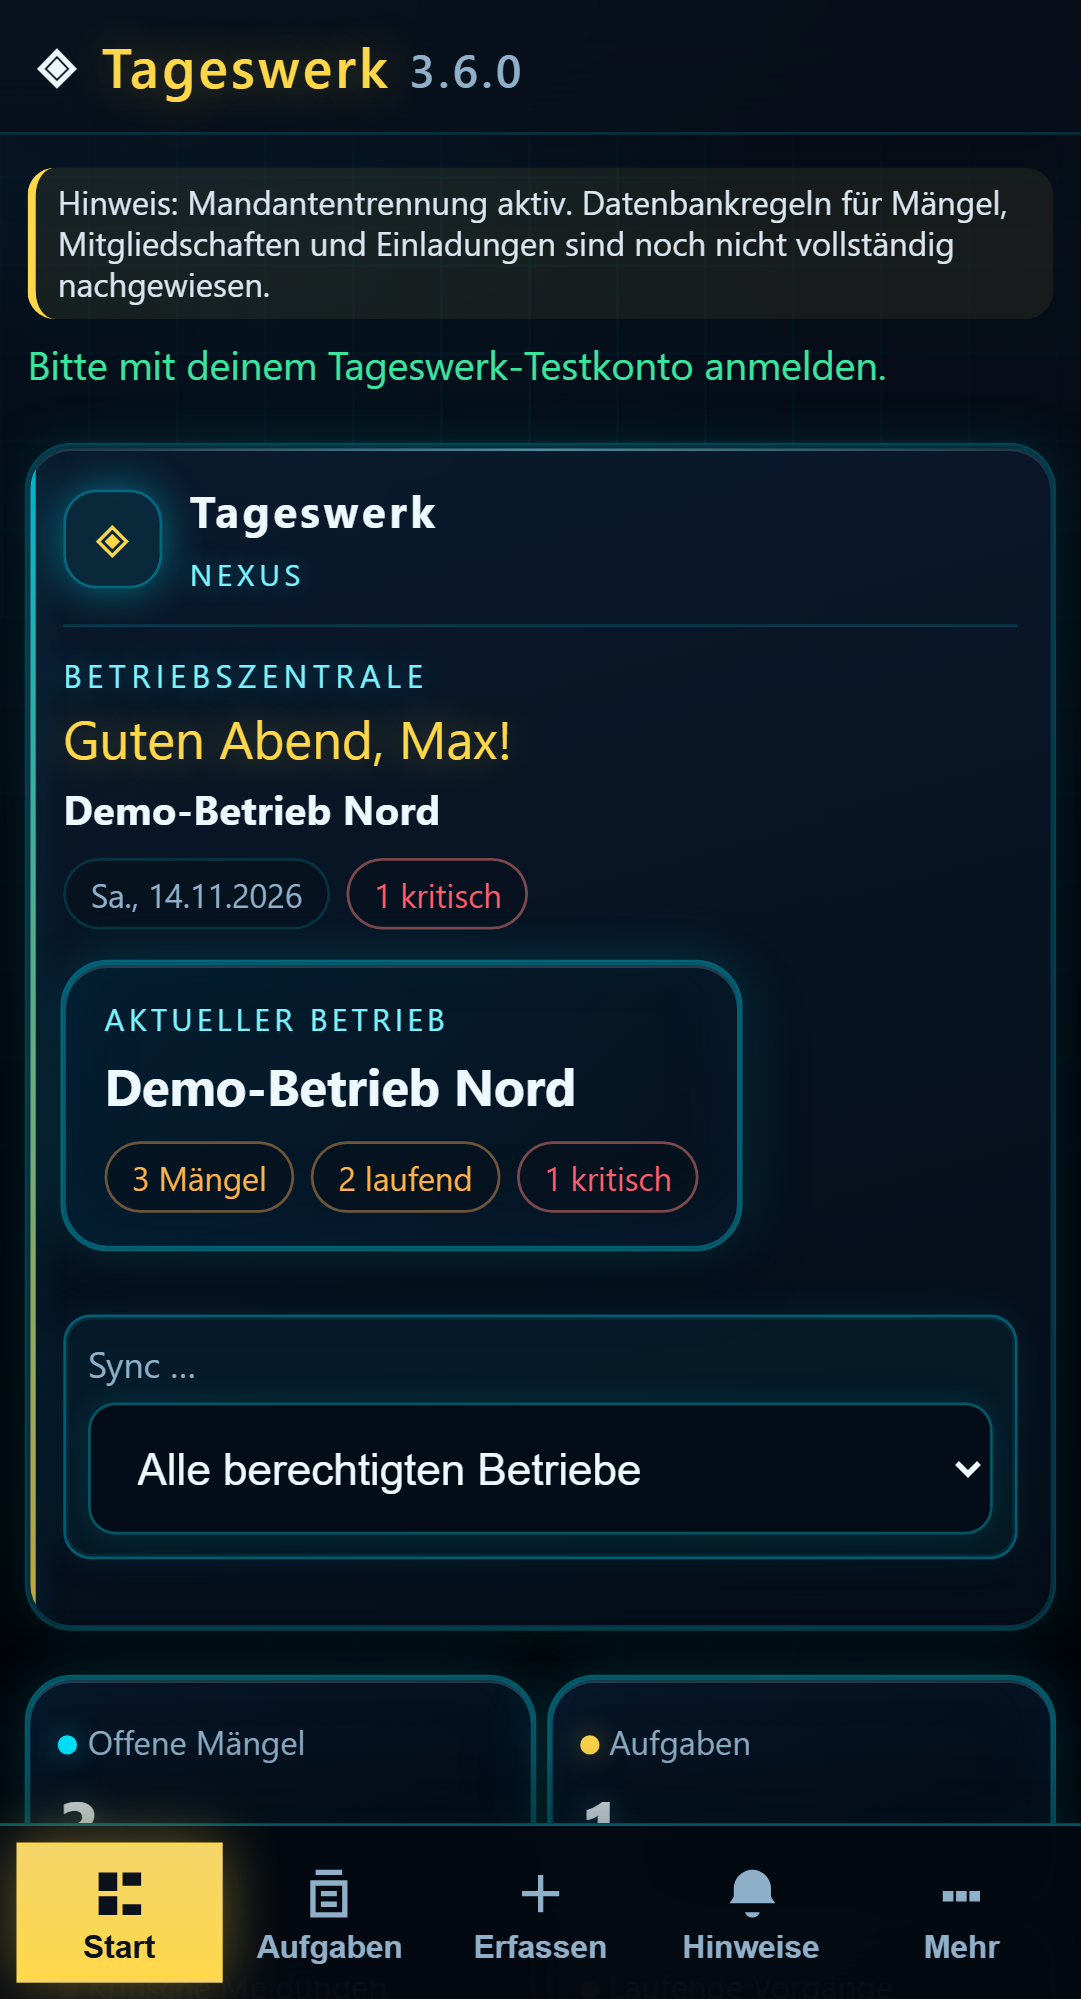 Tageswerk 3.6.0
Hinweis: Mandantentrennung aktiv. Datenbankregeln für Mängel,
Mitgliedschaften und Einladungen sind noch nicht vollständig
nachgewiesen.
Bitte mit deinem Tageswerk-Testkonto anmelden.
Tageswerk
NEXUS
BETRIEBSZENTRALE
Guten Abend, Max!
Demo-Betrieb Nord
Sa., 14.11.2026 1 kritisch
AKTUELLER BETRIEB
Demo-Betrieb Nord
3 Mängel 2 laufend 1 kritisch
Sync ...
Alle berechtigten Betriebe
Offene Mängel Aufgaben
Start Aufgaben Erfassen Hinweise Mehr
Laufende Vorgänge